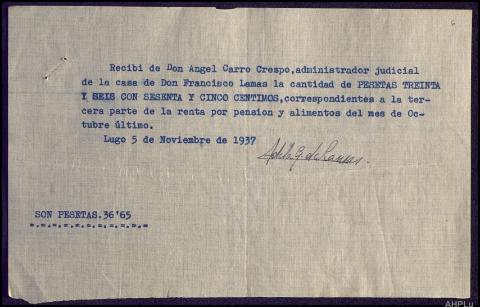 6
Recibi de Don Angel Carro Crespo,administrador judicial
de la casa de Don Francisco Lamas la cantidad de PESETAS TREINTA
Y SEIS CON SESENTA Y CINCO CENTIMOS,correspondientes a la ter-
cera parte de la renta por pension y alimentos del mes de Oc-
tubre último.
Lugo 5 de Noviembre de 1937
SON PESETAS.36'65
AHPLu